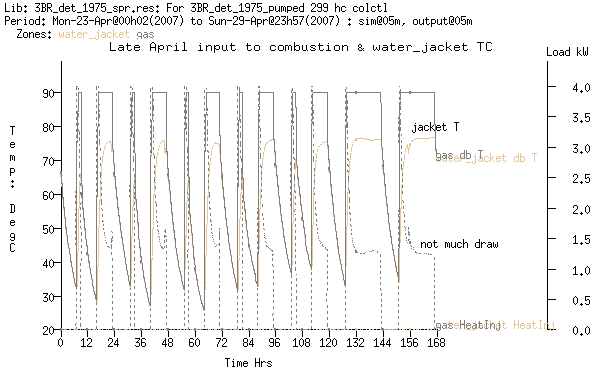 Lib: 3BR_det_1975_spr.res: For 3BR_det_1975_pumped 299 hc colctl
Period: Mon-23-Apr@00h02(2007) to Sun-29-Apr@23h57(2007) : sim@05m, output@05m
Zones: water_jacket gas
Late April input to combustion & water_jacket TC
Load kW
Temp: DegC
90
80
70
60
50
40
30
20
4.0
3.5
3.0
2.5
2.0
1.5
1.0
0.5
0.0
jacket T
gas db T
water_jacket db T
not much draw
gas HeatInj
HeatInj
0 12 24 36 48 60 72 84 96 108 120 132 144 156 168
Time Hrs